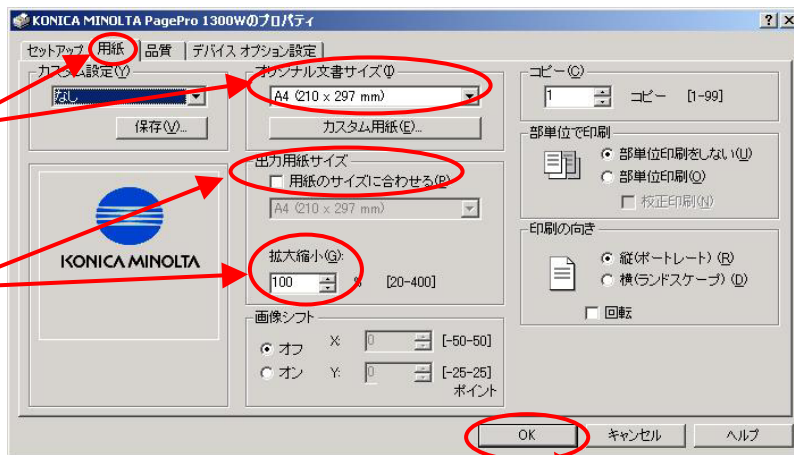 KONICA MINOLTA PagePro 1300Wのプロパティ
? ×
セットアップ 用紙 品質 デバイス オプション設定
カスタム設定(Y)
なし
保存(V)...
KONICA MINOLTA
オリジナル文書サイズ(I)
A4 (210 x 297 mm)
カスタム用紙(E)...
出力用紙サイズ
用紙のサイズに合わせる(P)
A4 (210 x 297 mm)
拡大縮小(G):
100 % [20-400]
画像シフト
オフ X: 0 [-50-50]
オン Y: 0 [-25-25]
ポイント
コピー(C)
1 コピー [1-99]
部単位で印刷
部単位印刷をしない(U)
部単位印刷(O)
校正印刷(N)
印刷の向き
縦(ポートレート) (R)
横(ランドスケープ) (D)
回転
OK キャンセル ヘルプ